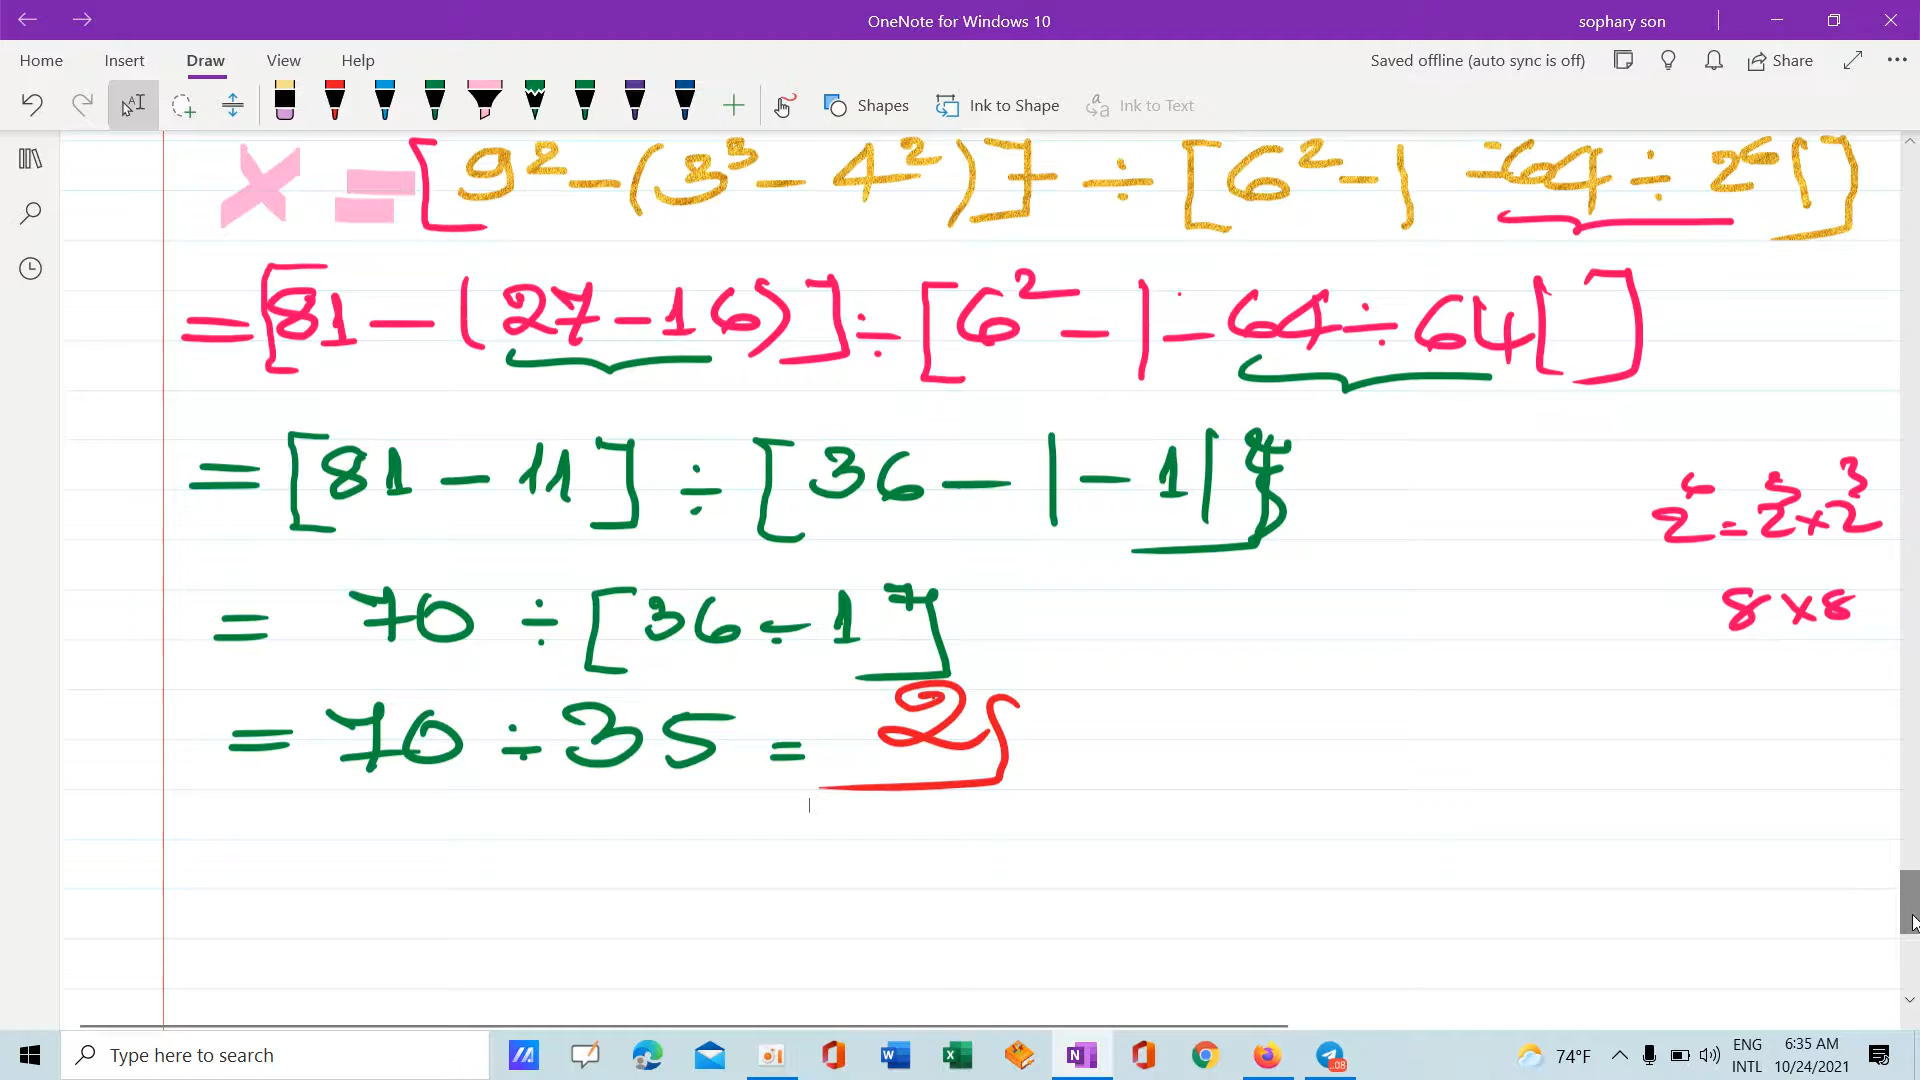 OneNote for Windows 10
sophary son
Home Insert Draw View Help
Saved offline (auto sync is off)
Share
Shapes
Ink to Shape
Ink to Text
X = [9² - (3³ - 4²)] ÷ [6² - | -64 ÷ 2⁶ |]
= [81 - (27 - 16)] ÷ [6² - | - 64 ÷ 64 | ]
= [81 - 11] ÷ [36 - | - 1 | ]
2⁶ = 2³ × 2³
= 70 ÷ [36 - 1]
8 × 8
= 70 ÷ 35 = 2
Type here to search
74°F
ENG
INTL
6:35 AM
10/24/2021